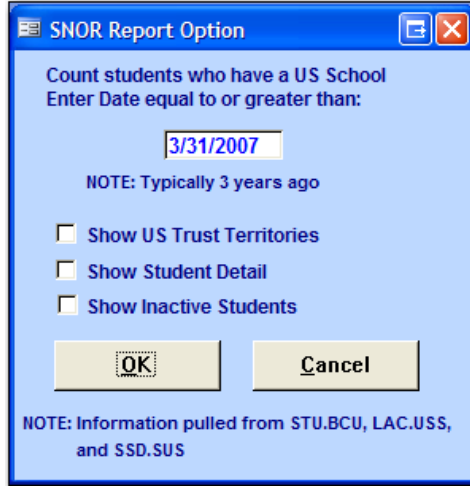 SNOR Report Option
Count students who have a US School
Enter Date equal to or greater than:
3/31/2007
NOTE: Typically 3 years ago
Show US Trust Territories
Show Student Detail
Show Inactive Students
OK
Cancel
NOTE: Information pulled from STU.BCU, LAC.USS,
and SSD.SUS